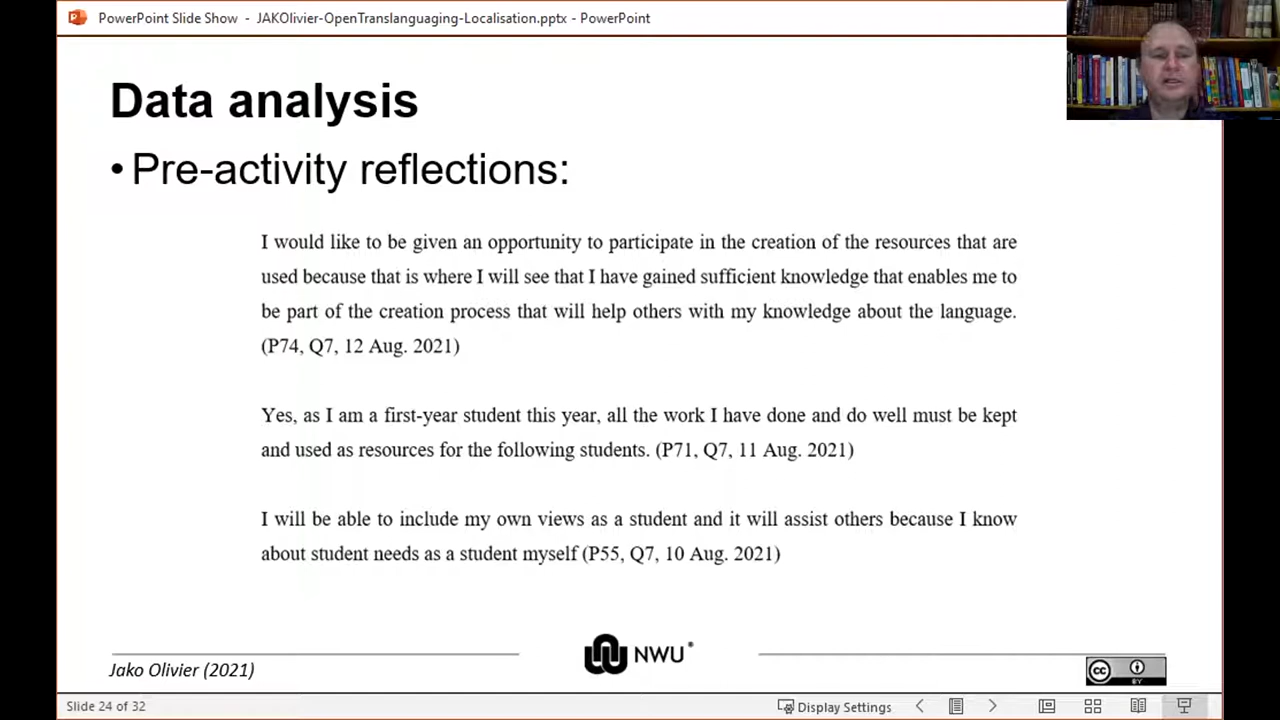 PowerPoint Slide Show - JAKOlivier-OpenTranslanguaging-Localisation.pptx - PowerPoint
Data analysis
• Pre-activity reflections:
I would like to be given an opportunity to participate in the creation of the resources that are
used because that is where I will see that I have gained sufficient knowledge that enables me to
be part of the creation process that will help others with my knowledge about the language.
(P74, Q7, 12 Aug. 2021)
Yes, as I am a first-year student this year, all the work I have done and do well must be kept
and used as resources for the following students. (P71, Q7, 11 Aug. 2021)
I will be able to include my own views as a student and it will assist others because I know
about student needs as a student myself (P55, Q7, 10 Aug. 2021)
Jako Olivier (2021)
NWU®
cc BY
Slide 24 of 32
Display Settings